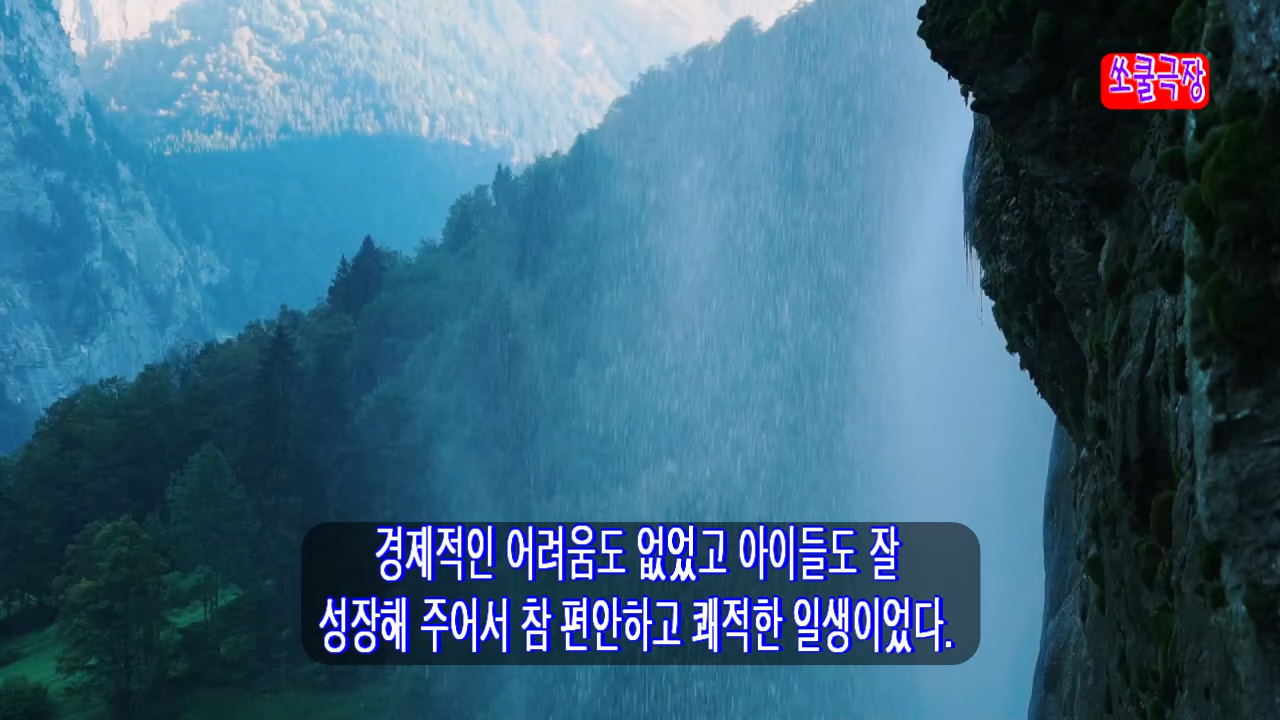 쏘쿨극장
경제적인 어려움도 없었고 아이들도 잘
성장해 주어서 참 편안하고 쾌적한 일생이었다.